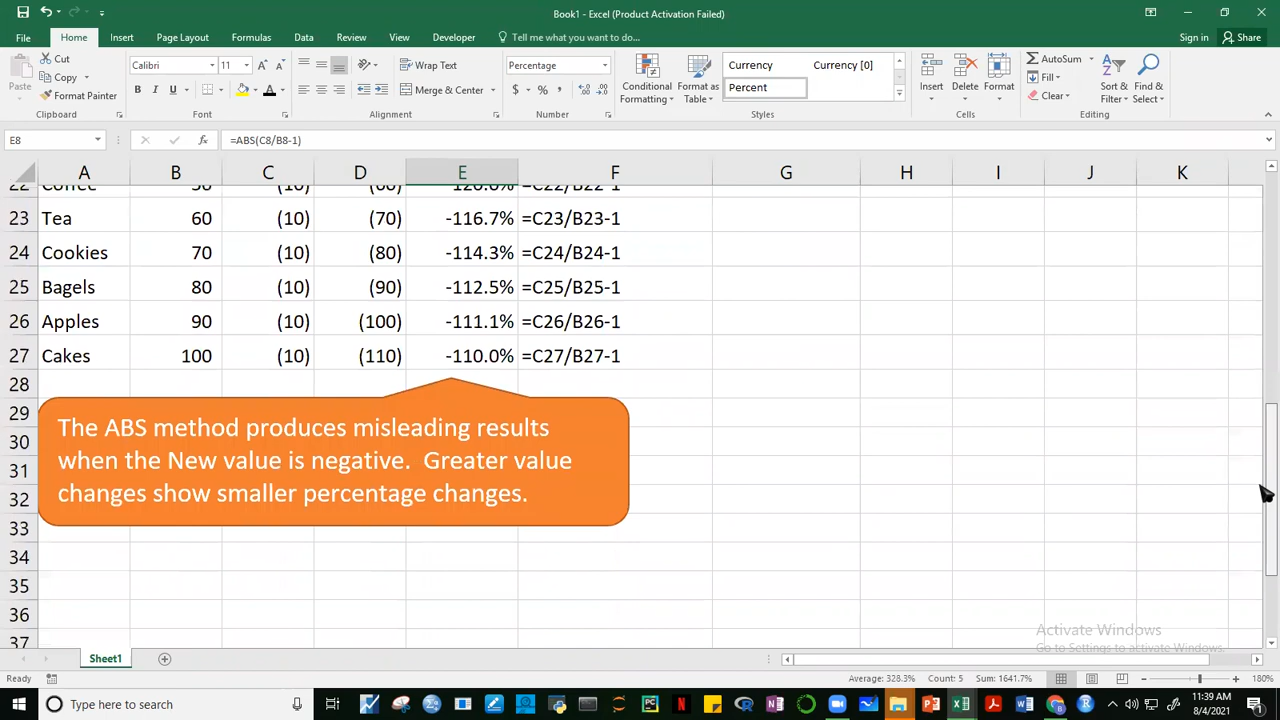 Book1 - Excel (Product Activation Failed)
File Home Insert Page Layout Formulas Data Review View Developer Tell me what you want to do... Sign in Share
Paste Cut Copy Format Painter Clipboard
Calibri 11 B I U A Font
Wrap Text Merge & Center Alignment
Percentage $ % , Number
Conditional Formatting Format as Table
Currency Currency [0]
Percent
Styles
Insert Delete Format Cells
AutoSum Fill Clear Sort & Filter Find & Select Editing
E8 fx =ABS(C8/B8-1)
A B C D E F G H I J K
23 Tea 60 (10) (70) -116.7% =C23/B23-1
24 Cookies 70 (10) (80) -114.3% =C24/B24-1
25 Bagels 80 (10) (90) -112.5% =C25/B25-1
26 Apples 90 (10) (100) -111.1% =C26/B26-1
27 Cakes 100 (10) (110) -110.0% =C27/B27-1
28
29
30
31
32
33
34
35
36
37
The ABS method produces misleading results
when the New value is negative. Greater value
changes show smaller percentage changes.
Activate Windows
Go to Settings to activate Windows.
Sheet1
Ready Average: 328.3% Count: 5 Sum: 1641.7% 180%
Type here to search
11:39 AM
8/4/2021